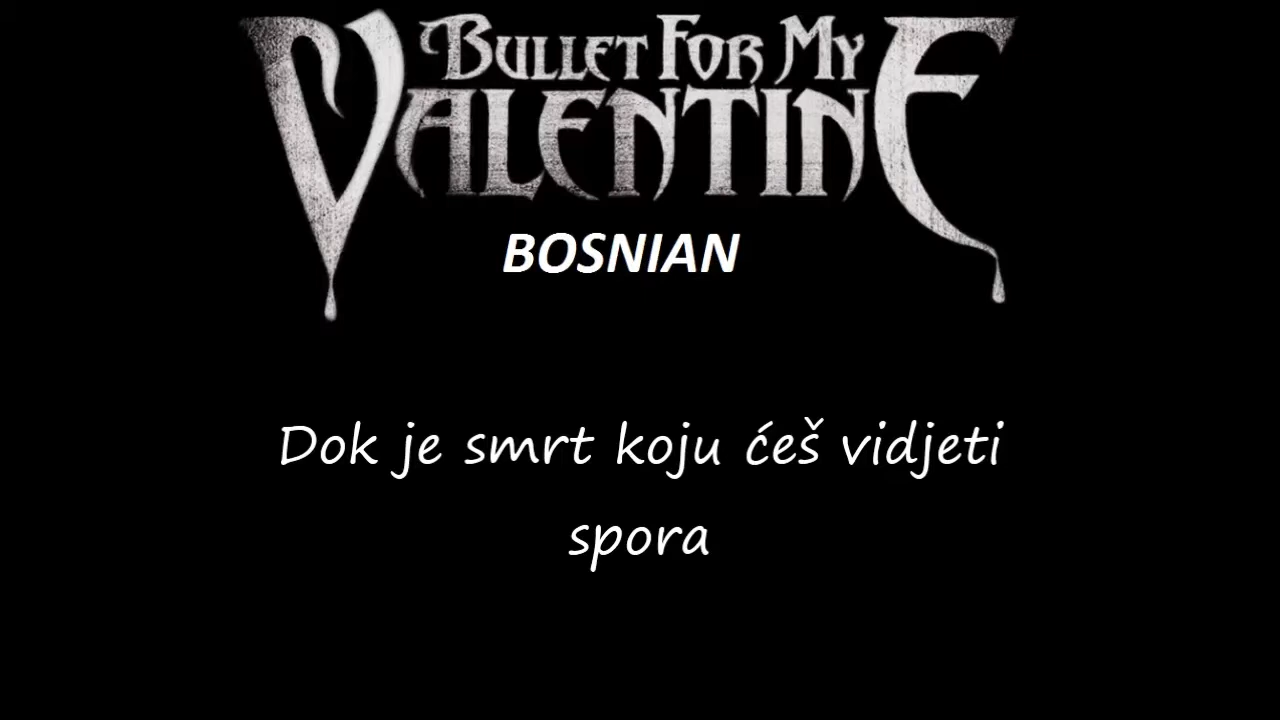 BULLET FOR MY
VALENTINE
BOSNIAN
Dok je smrt koju ćeš vidjeti
spora